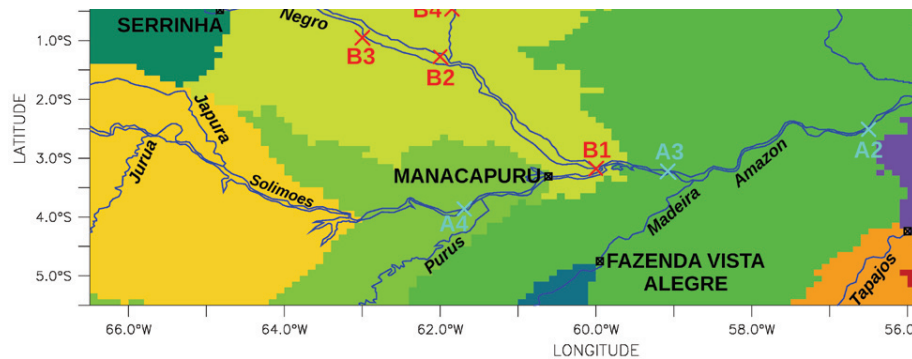 B4
SERRINHA
Negro
1.0°S
B3
B2
2.0°S
Japura
A2
LATITUDE
3.0°S
Jurua
B1
A3
Amazon
MANACAPURU
Solimoes
4.0°S
A4
Madeira
Purus
FAZENDA VISTA
ALEGRE
5.0°S
Tapajos
66.0°W
64.0°W
62.0°W
60.0°W
58.0°W
56.0
LONGITUDE